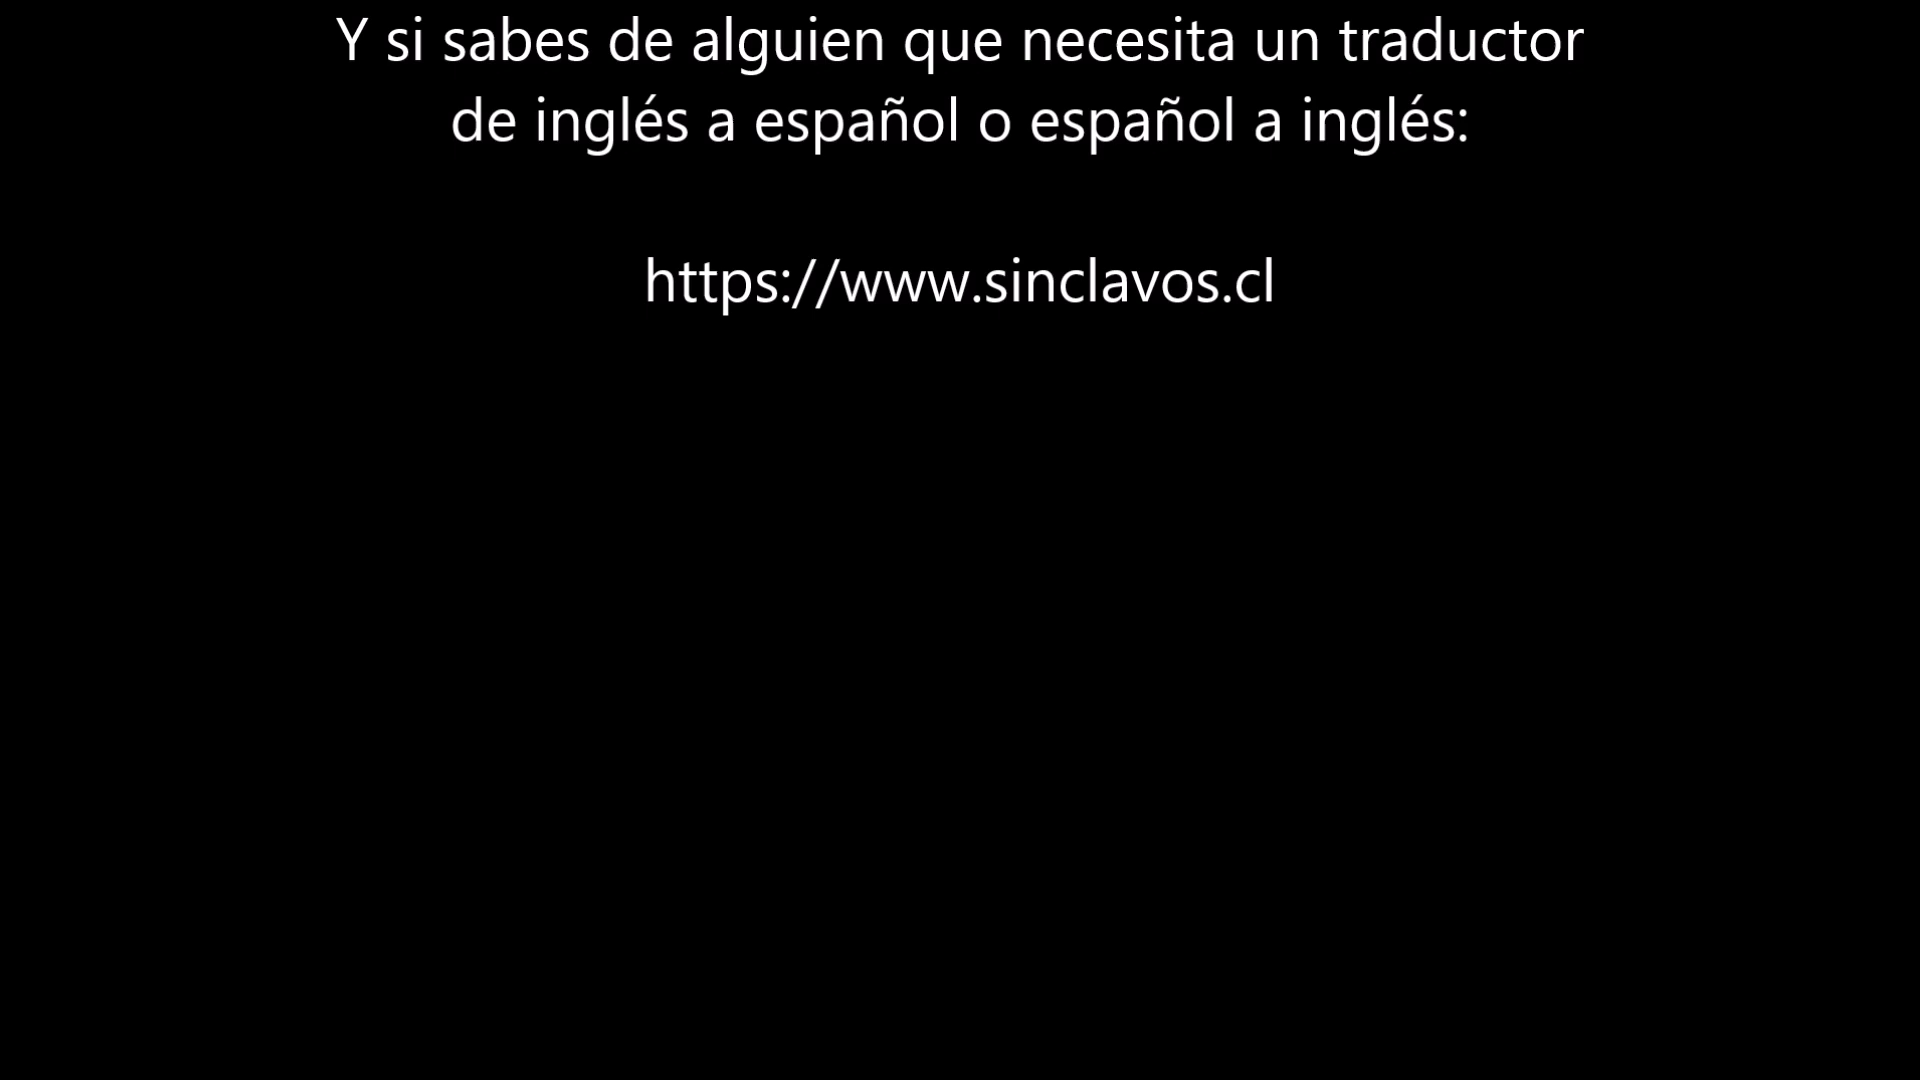 Y si sabes de alguien que necesita un traductor
de inglés a español o español a inglés:
https://www.sinclavos.cl